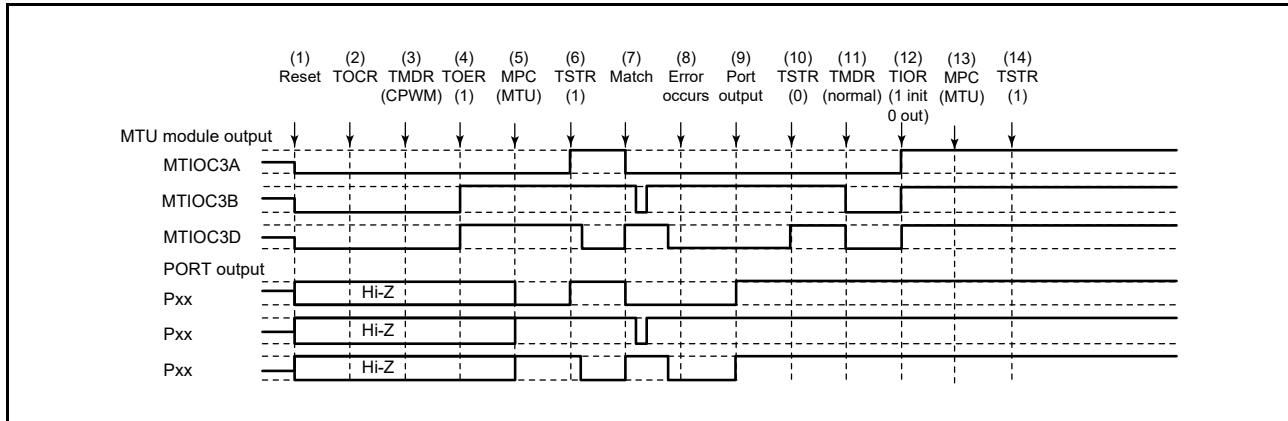 (1) (2) (3) (4) (5) (6) (7) (8) (9) (10) (11) (12) (13) (14)
Reset TOCR TMDR TOER MPC TSTR Match Error Port TSTR TMDR TIOR MPC TSTR
(CPWM) (1) (MTU) (1) occurs output (0) (normal) (1 init (MTU) (1)
0 out)
MTU module output
MTIOC3A
MTIOC3B
MTIOC3D
PORT output
Pxx Hi-Z
Pxx Hi-Z
Pxx Hi-Z